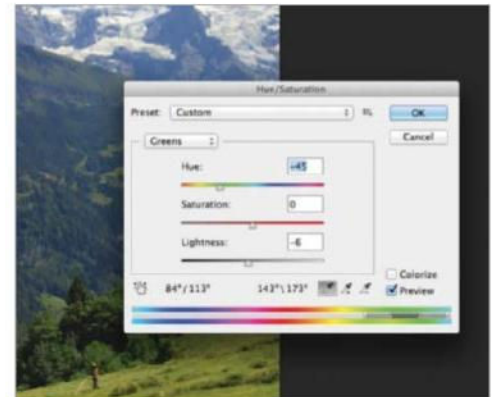 Hue/Saturation
Preset: Custom
OK
Cancel
Greens
Hue: -45
Saturation: 0
Lightness: -6
84°/113° 143°\173°
Colorize
Preview